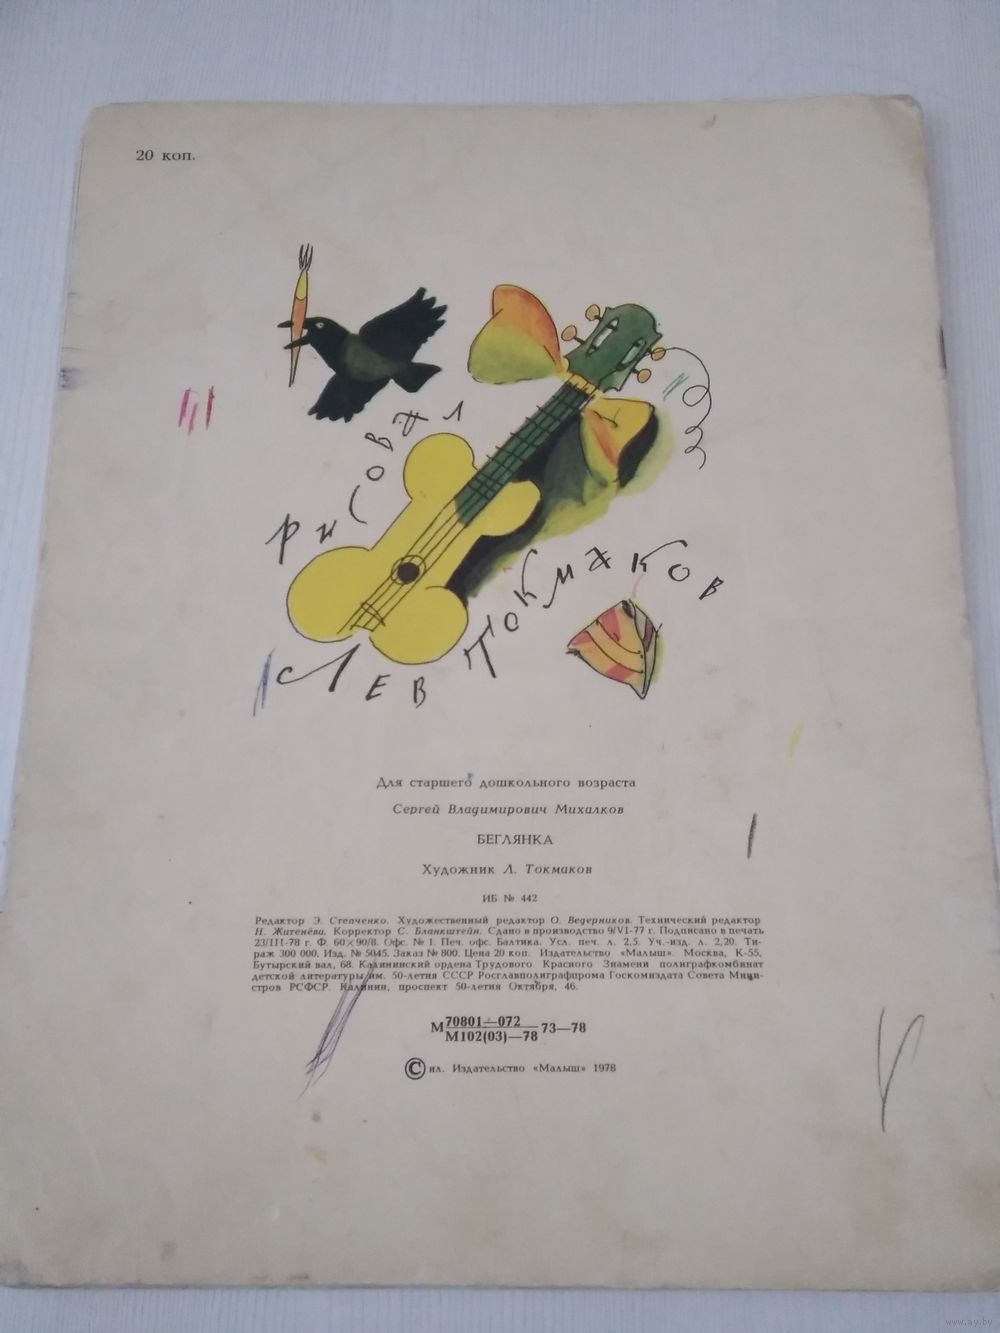 20 коп.
рисовал
Лев Токмаков
Для старшего дошкольного возраста
Сергей Владимирович Михалков
БЕГЛЯНКА
Художник Л. Токмаков
ИБ № 442
Редактор Э. Степченко. Художественный редактор О. Ведерников. Технический редактор
Н. Житенёва. Корректор С. Бланкштейн. Сдано в производство 9/VI-77 г. Подписано в печать
23/III-78 г. Ф. 60×90/8. Офс. № 1. Печ. офс. Балтика. Усл. печ. л. 2,5. Уч.-изд. л. 2,20. Ти-
раж 300 000. Изд. № 5045. Заказ № 800. Цена 20 коп. Издательство «Малыш». Москва, К-55,
Бутырский вал, 68. Калининский ордена Трудового Красного Знамени полиграфкомбинат
детской литературы им. 50-летия СССР Росглавполиграфпрома Госкомиздата Совета Мини-
стров РСФСР. Калинин, проспект 50-летия Октября, 46.
М 70801—072
М102(03)—78 73—78
© ил. Издательство «Малыш» 1978
www.ay.by